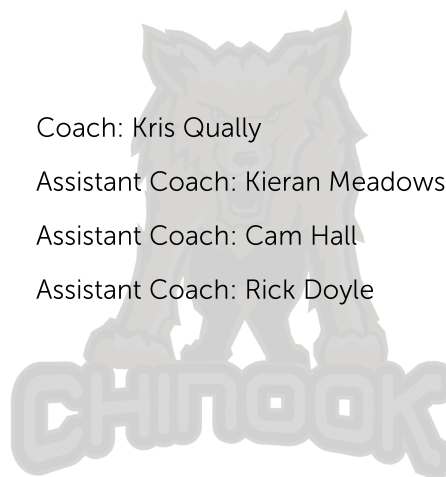 Coach: Kris Qually
Assistant Coach: Kieran Meadows
Assistant Coach: Cam Hall
Assistant Coach: Rick Doyle
CHINOOK